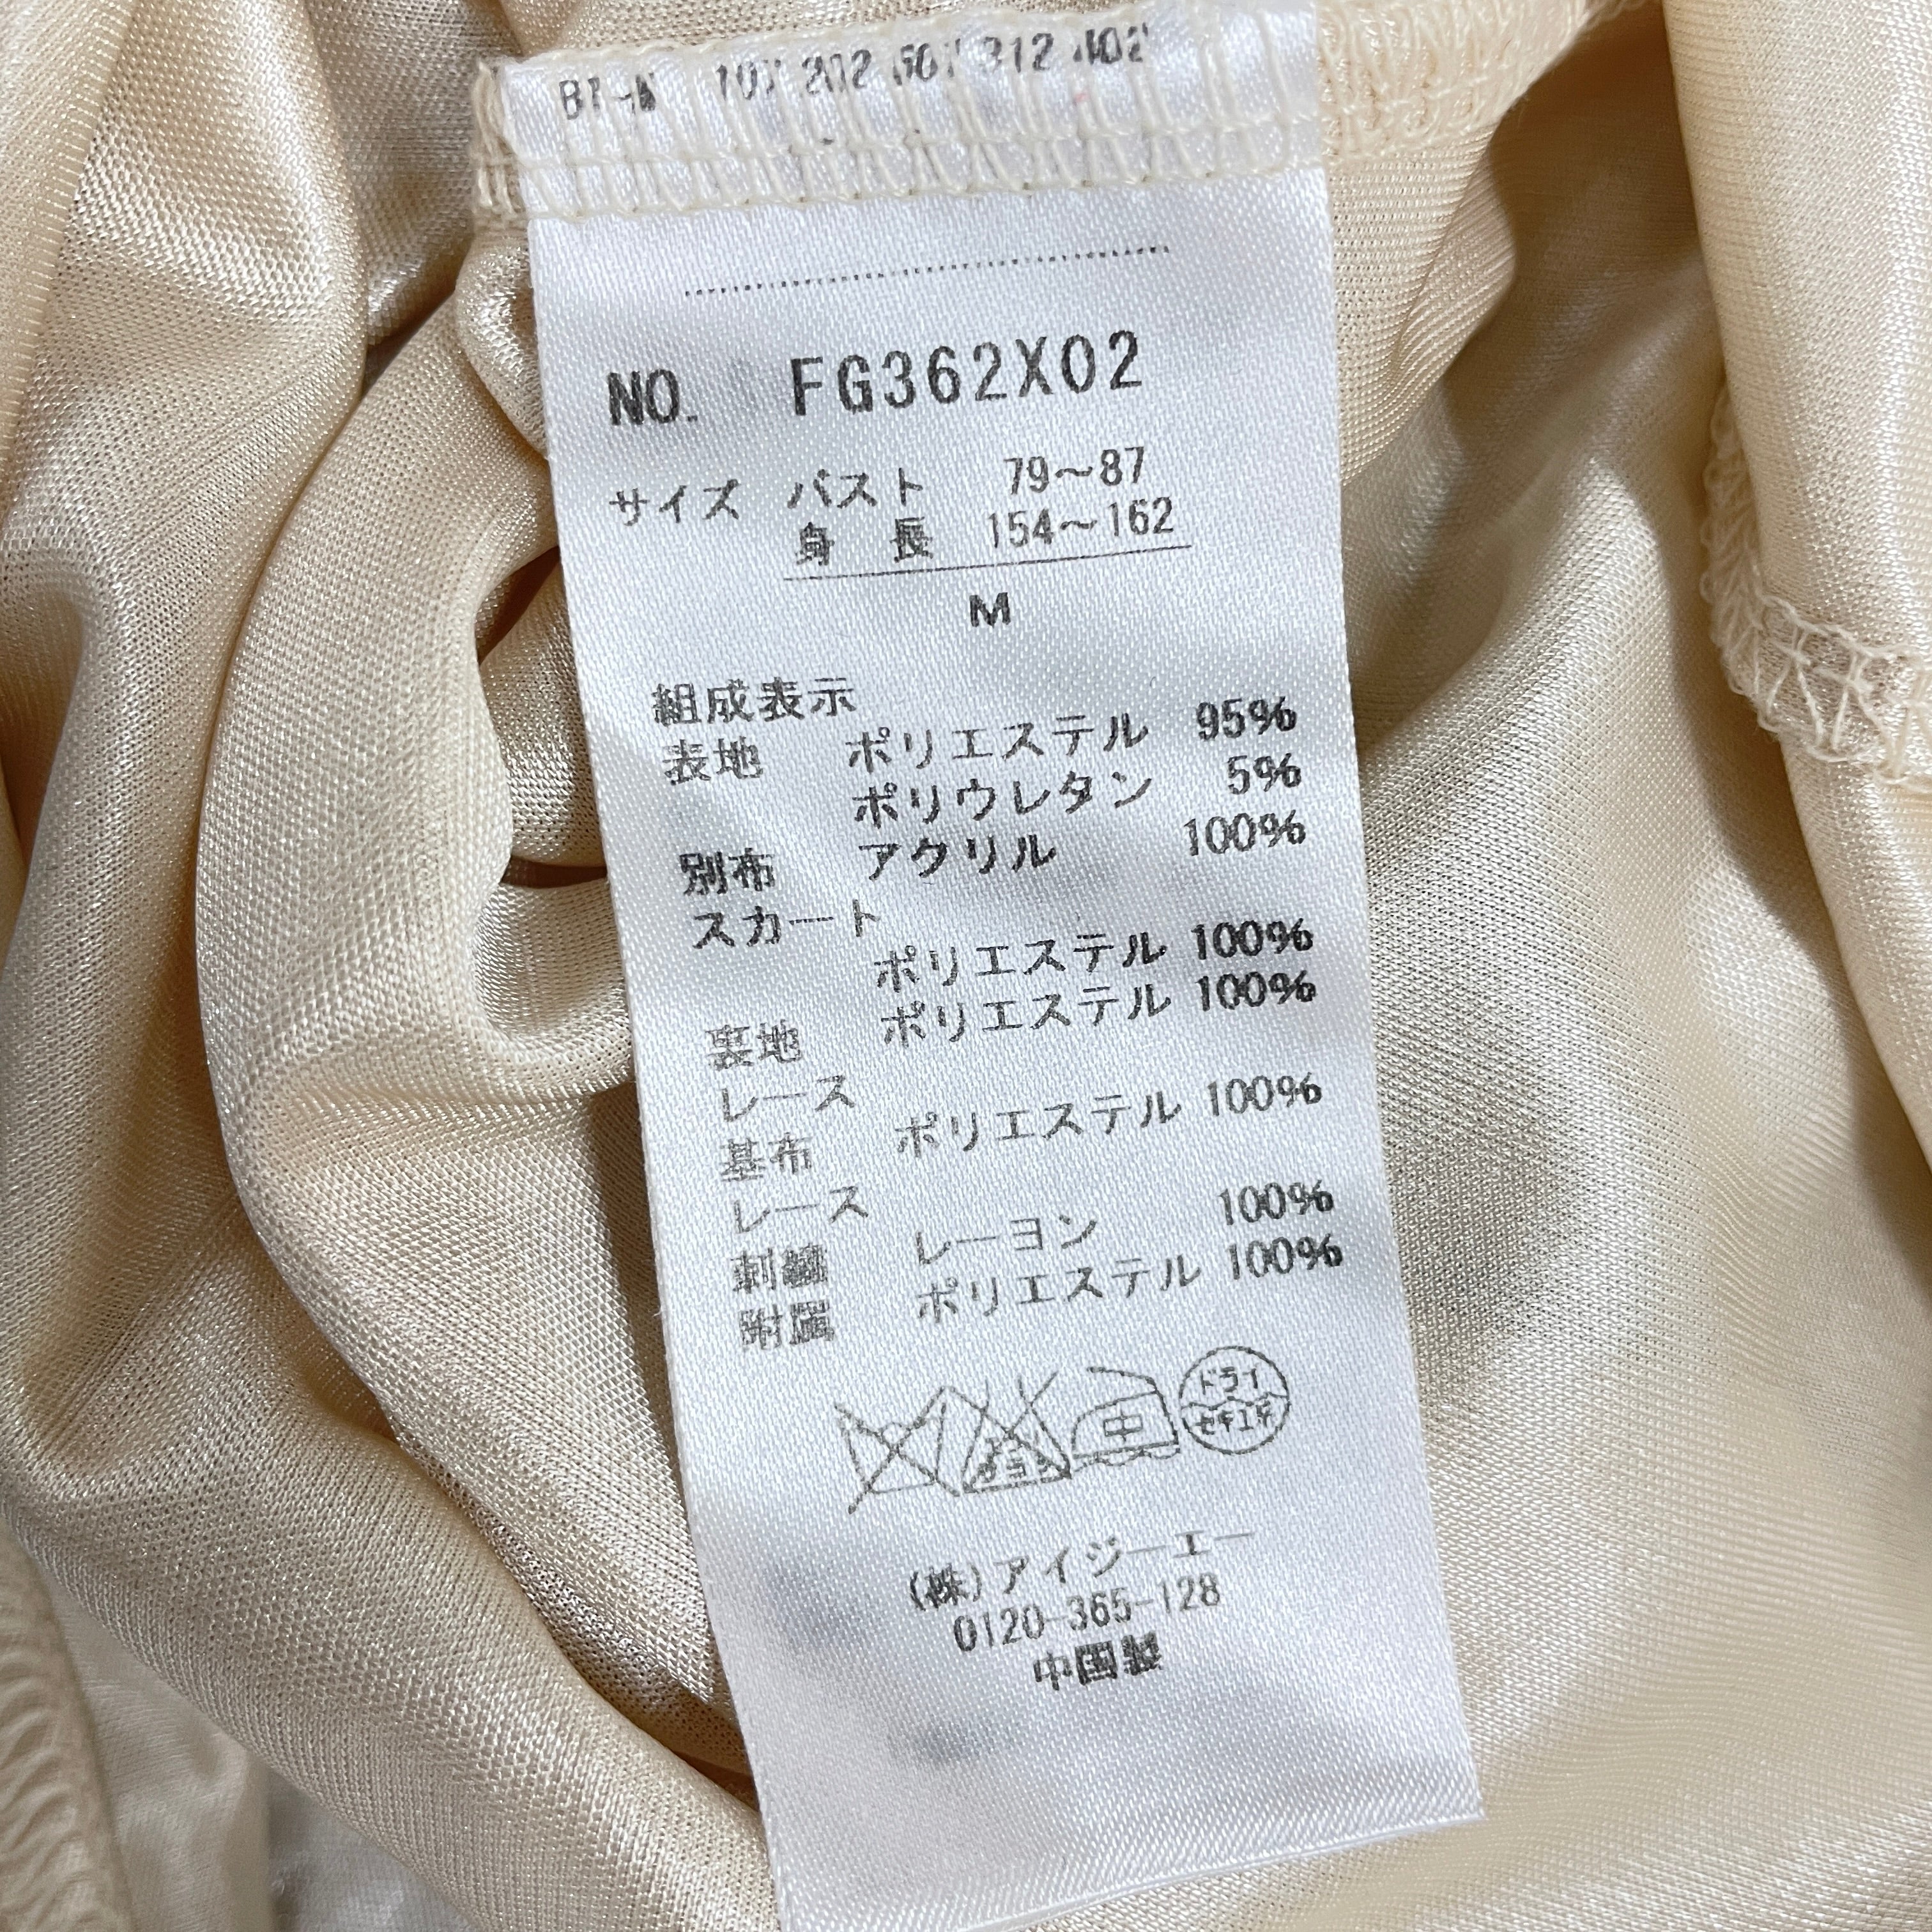 NO. FG362X02
サイズ バスト 79～87
身長 154～162
M
組成表示
表地 ポリエステル 95%
ポリウレタン 5%
別布 アクリル 100%
スカート
ポリエステル 100%
裏地 ポリエステル 100%
レース
基布 ポリエステル 100%
レース
刺繍 レーヨン 100%
附属 ポリエステル 100%
中 ドライ
セキユ系
(株)アイジーエー
0120-365-128
中国製